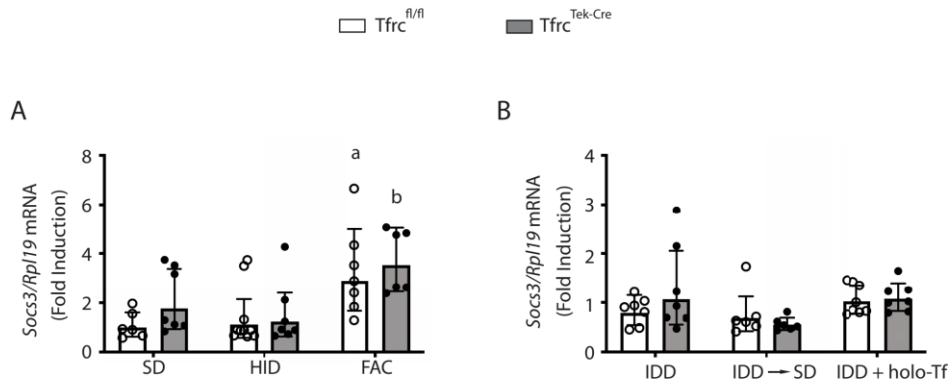 Tfrc fl/fl
Tfrc Tek-Cre
A
Socs3/Rpl19 mRNA
(Fold Induction)
8
6
4
2
0
a
b
SD
HID
FAC
B
Socs3/Rpl19 mRNA
(Fold Induction)
4
3
2
1
0
IDD
IDD → SD
IDD + holo-Tf